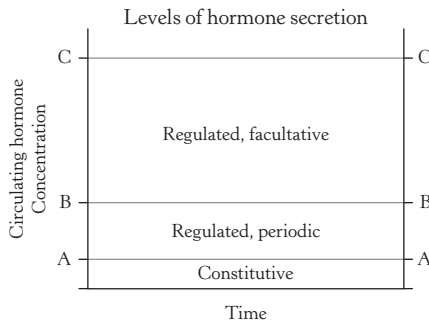 Levels of hormone secretion
C
C
Regulated, facultative
Circulating hormone
Concentration
B
B
Regulated, periodic
A
A
Constitutive
Time